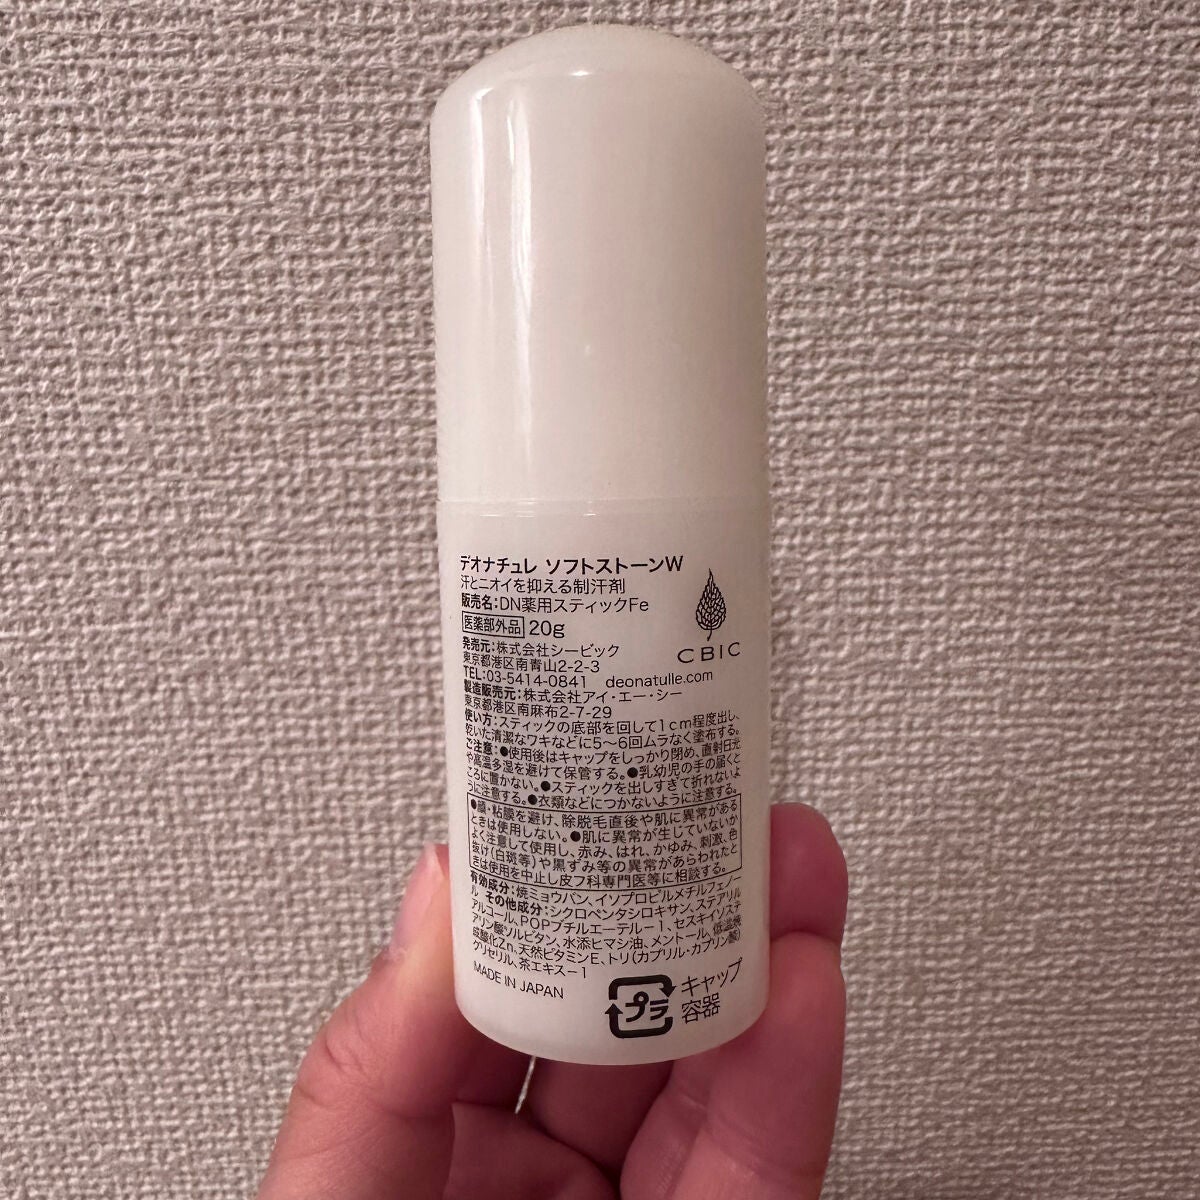 デオナチュレ ソフトストーンW
汗とニオイを抑える制汗剤
販売名:DN薬用スティックFe
医薬部外品 20g
CBIC
発売元:株式会社シービック
東京都港区南青山2-2-3
TEL:03-5414-0841 deonatulle.com
製造販売元:株式会社アイ・エー・シー
東京都港区南麻布2-7-29
使い方:スティックの底部を回して1cm程度出し、
乾いた清潔なワキなどに5〜6回ムラなく塗布する。
ご注意:●使用後はキャップをしっかり閉め、直射日光
や高温多湿を避けて保管する。●乳幼児の手の届くと
ころに置かない。●スティックを出しすぎて折れないよ
うに注意する。●衣類などにつかないように注意する。
●顔・粘膜を避け、除脱毛直後や肌に異常がある
ときは使用しない。●肌に異常が生じていないか
よく注意して使用し、赤み、はれ、かゆみ、刺激、色
抜け(白斑等)や黒ずみ等の異常があらわれたと
きは使用を中止し皮フ科専門医等に相談する。
有効成分:焼ミョウバン、イソプロピルメチルフェノー
ル その他成分:シクロペンタシロキサン、ステアリル
アルコール、POPブチルエーテル-1、セスキイソステ
アリン酸ソルビタン、水添ヒマシ油、メントール、低温焼
成酸化Zn、天然ビタミンE、トリ(カプリル・カプリン酸)
グリセリル、茶エキス-1
MADE IN JAPAN
プラ
キャップ
容器